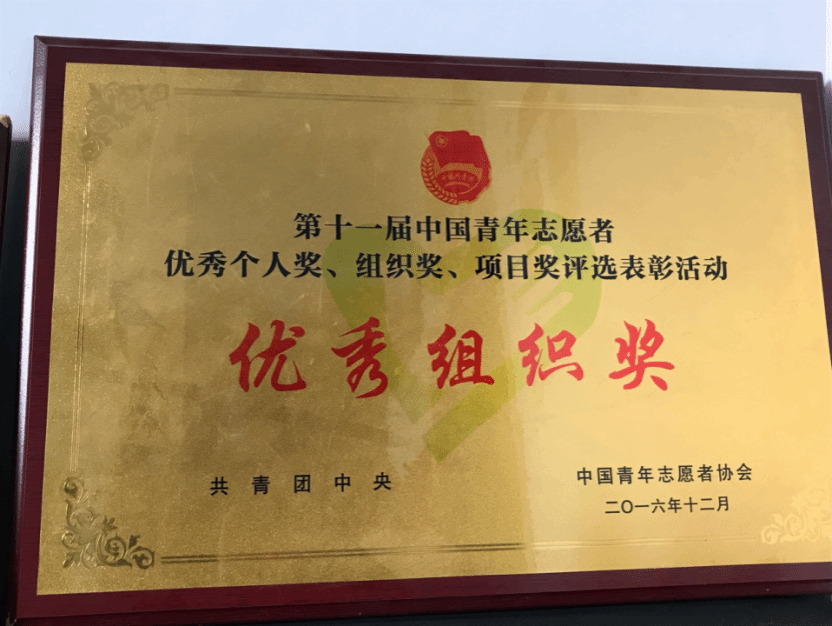 第十一届中国青年志愿者
优秀个人奖、组织奖、项目奖评选表彰活动
优秀组织奖
共青团中央
中国青年志愿者协会
二〇一六年十二月